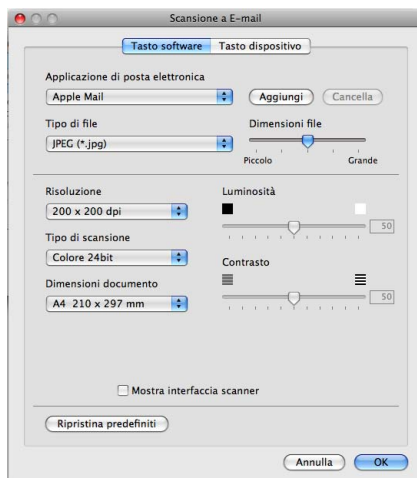 Scansione a E-mail
Tasto software Tasto dispositivo
Applicazione di posta elettronica
Apple Mail Aggiungi Cancella
Tipo di file Dimensioni file
JPEG (*.jpg)
Piccolo Grande
Risoluzione Luminosità
200 x 200 dpi 50
Tipo di scansione
Colore 24bit Contrasto
Dimensioni documento
A4 210 x 297 mm 50
Mostra interfaccia scanner
Ripristina predefiniti
Annulla OK